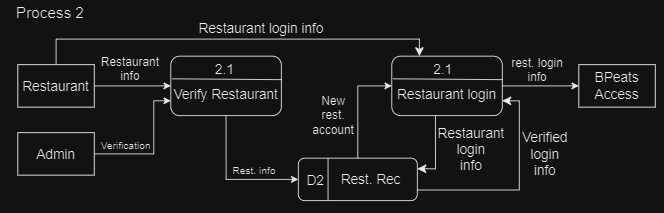 Process 2
Restaurant login info
Restaurant
info
2.1
2.1
rest. login
info
Restaurant
Verify Restaurant
Restaurant login
BPeats
Access
New
rest.
account
Admin
Verification
Restaurant
login
info
Verified
login
info
Rest. info
D2
Rest. Rec